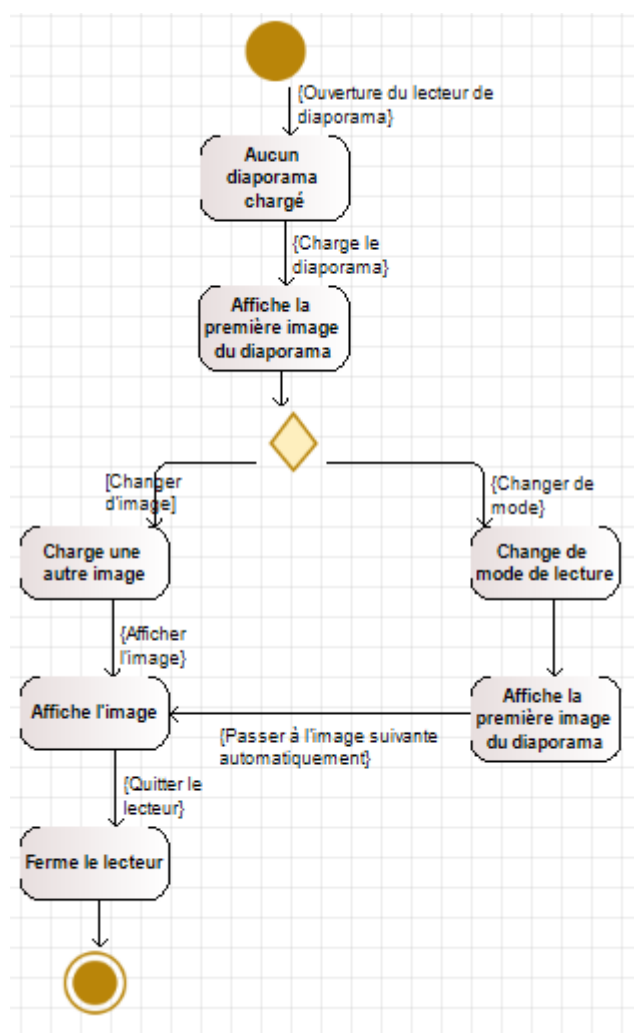 {Ouverture du lecteur de
diaporama}
Aucun
diaporama
chargé
{Charge le
diaporama}
Affiche la
première image
du diaporama
[Changer
d'image]
{Changer de
mode}
Charge une
autre image
Change de
mode de lecture
{Afficher
l'image}
Affiche l'image
Affiche la
première image
du diaporama
{Passer à l'image suivante
automatiquement}
{Quitter le
lecteur}
Ferme le lecteur